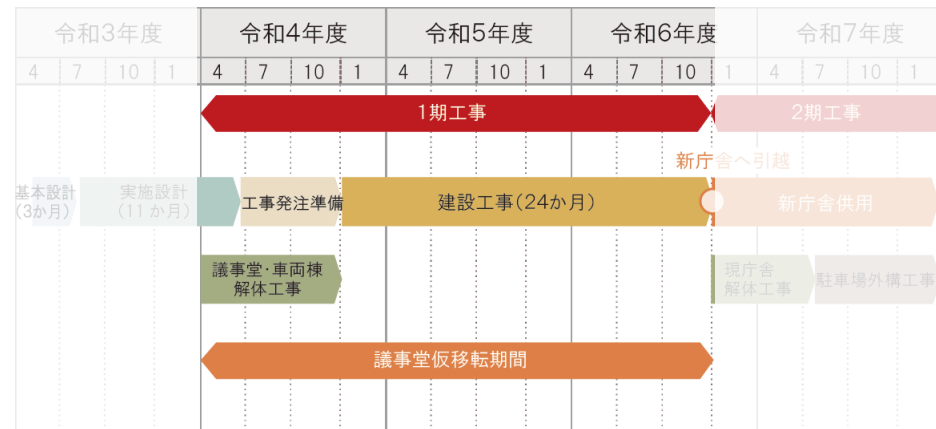 令和3年度 令和4年度 令和5年度 令和6年度 令和7年度
4 7 10 1 4 7 10 1 4 7 10 1 4 7 10 1 4 7 10 1
1期工事 2期工事
新庁舎へ引越
基本設計 実施設計 工事発注準備 建設工事(24か月) 新庁舎供用
(3か月) (11か月)
議事堂・車両棟 現庁舎 駐車場外構工事
解体工事 解体工事
議事堂仮移転期間